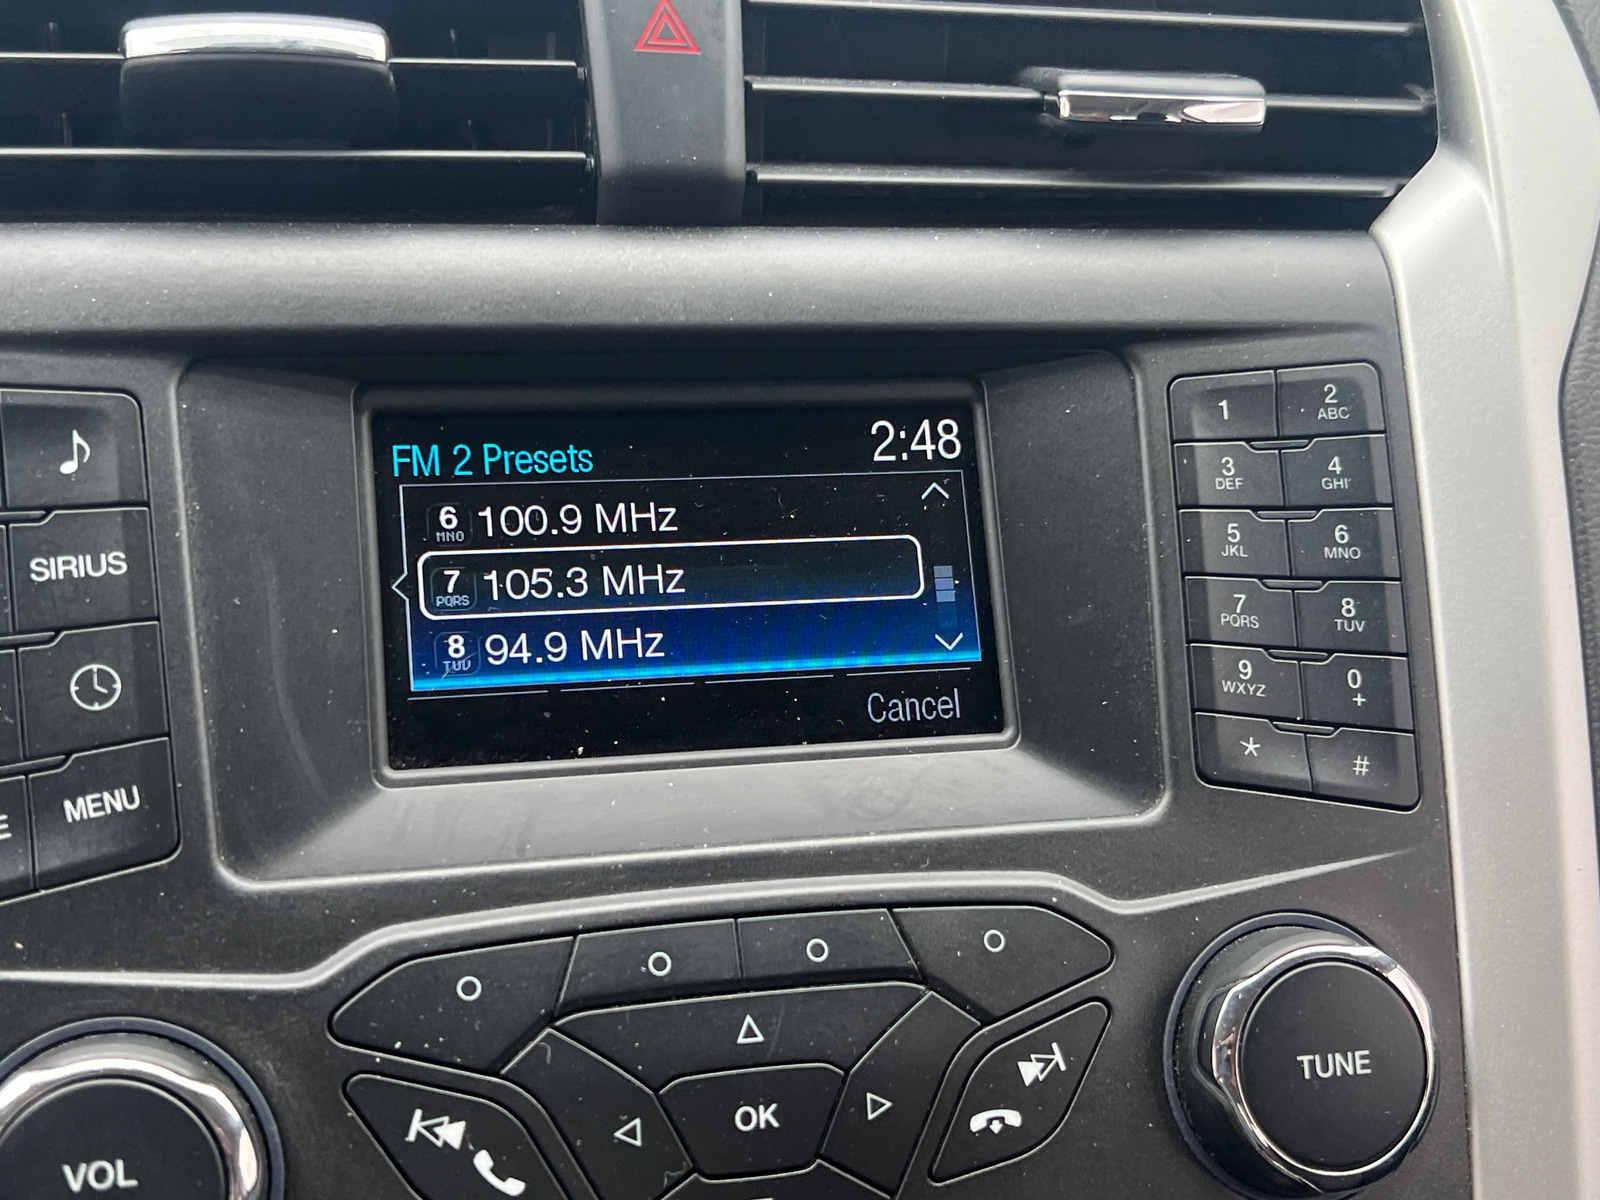 FM 2 Presets
2:48
6 MNO 100.9 MHz
7 PQRS 105.3 MHz
8 TUV 94.9 MHz
Cancel
SIRIUS
MENU
1
2 ABC
3 DEF
4 GHI
5 JKL
6 MNO
7 PQRS
8 TUV
9 WXYZ
0 +
*
#
E
VOL
OK
TUNE